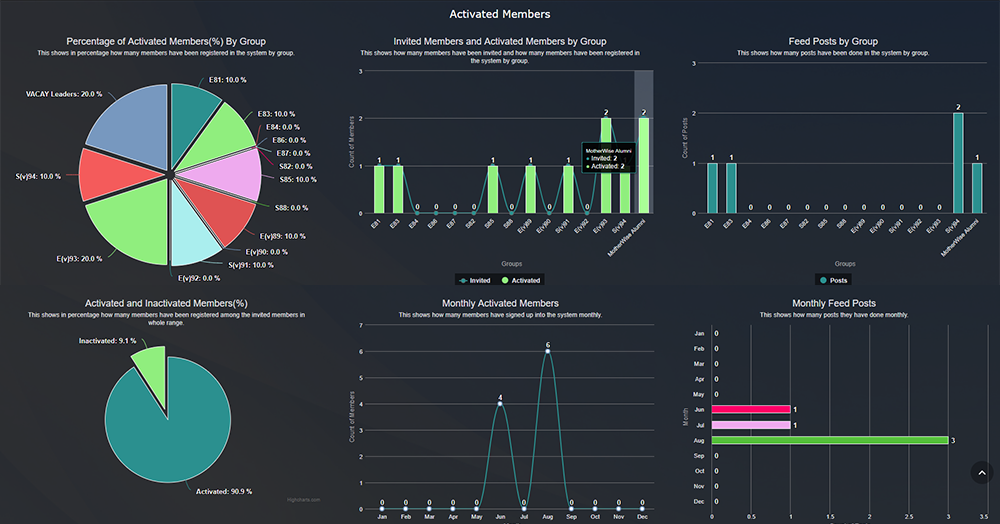 Activated Members
Percentage of Activated Members(%) By Group
This shows in percentage how many members have been registered in the system by group.
E81: 10.0 %
VACAY Leaders: 20.0 %
E83: 10.0 %
E84: 0.0 %
E86: 0.0 %
E87: 0.0 %
S82: 0.0 %
S(v)94: 10.0 %
S85: 10.0 %
S88: 0.0 %
E(v)89: 10.0 %
E(v)90: 0.0 %
E(v)93: 20.0 %
S(v)91: 10.0 %
E(v)92: 0.0 %
Invited Members and Activated Members by Group
This shows how many members have been invited and how many members have been registered in
the system by group.
3
2
1
0
Count of Members
1 1 0 0 0 0 1 0 1 0 1 0 2 1 2
MotherWise Alumni
Invited: 2
Activated: 2
E81 E83 E84 E86 E87 S82 S85 S88 E(v)89 E(v)90 S(v)91 E(v)92 E(v)93 S(v)94 MotherWise Alumni
Groups
Invited Activated
Feed Posts by Group
This shows how many posts have been done in the system by group.
3
2
1
0
Count of Posts
1 1 0 0 0 0 0 0 0 0 0 0 0 2 1
E81 E83 E84 E86 E87 S82 S85 S88 E(v)89 E(v)90 S(v)91 E(v)92 E(v)93 S(v)94 MotherWise Alumni
Groups
Posts
Activated and Inactivated Members(%)
This shows in percentage how many members have been registered among the invited members in
whole range.
Inactivated: 9.1 %
Activated: 90.9 %
Highcharts.com
Monthly Activated Members
This shows how many members have signed up into the system monthly.
7
6
5
4
3
2
1
0
Count of Members
0 0 0 0 0 4 0 6 0 0 0 0
Jan Feb Mar Apr May Jun Jul Aug Sep Oct Nov Dec
Monthly Feed Posts
This shows how many posts they have done monthly.
Month
Jan 0
Feb 0
Mar 0
Apr 0
May 0
Jun 1
Jul 1
Aug 3
Sep 0
Oct 0
Nov 0
Dec 0
0 0.5 1 1.5 2 2.5 3 3.5